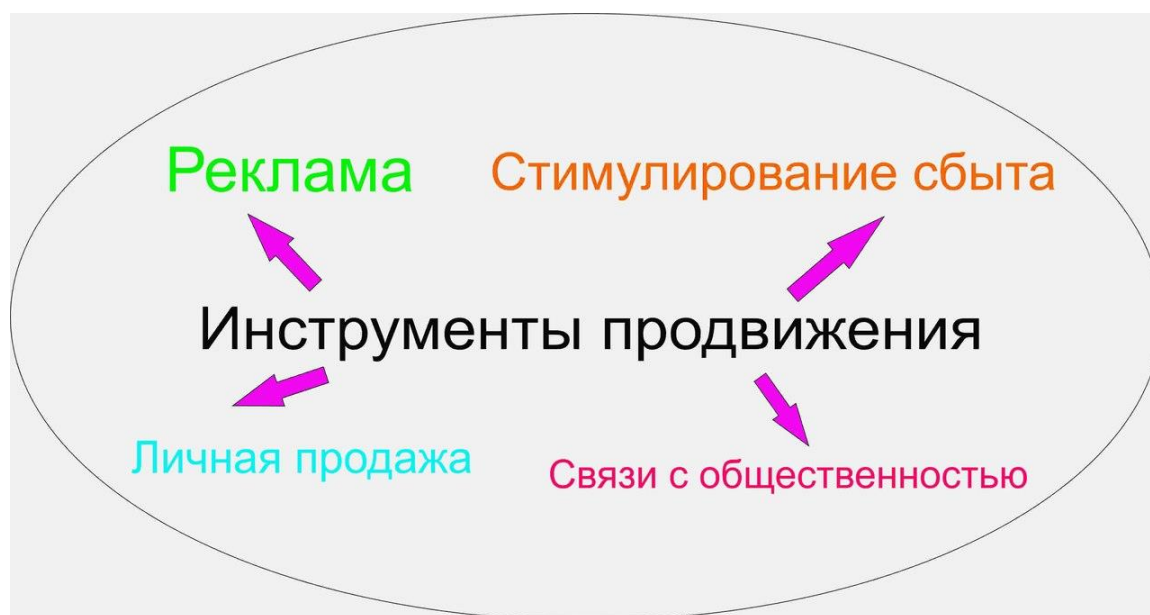 Реклама
Стимулирование сбыта
Инструменты продвижения
Личная продажа
Связи с общественностью